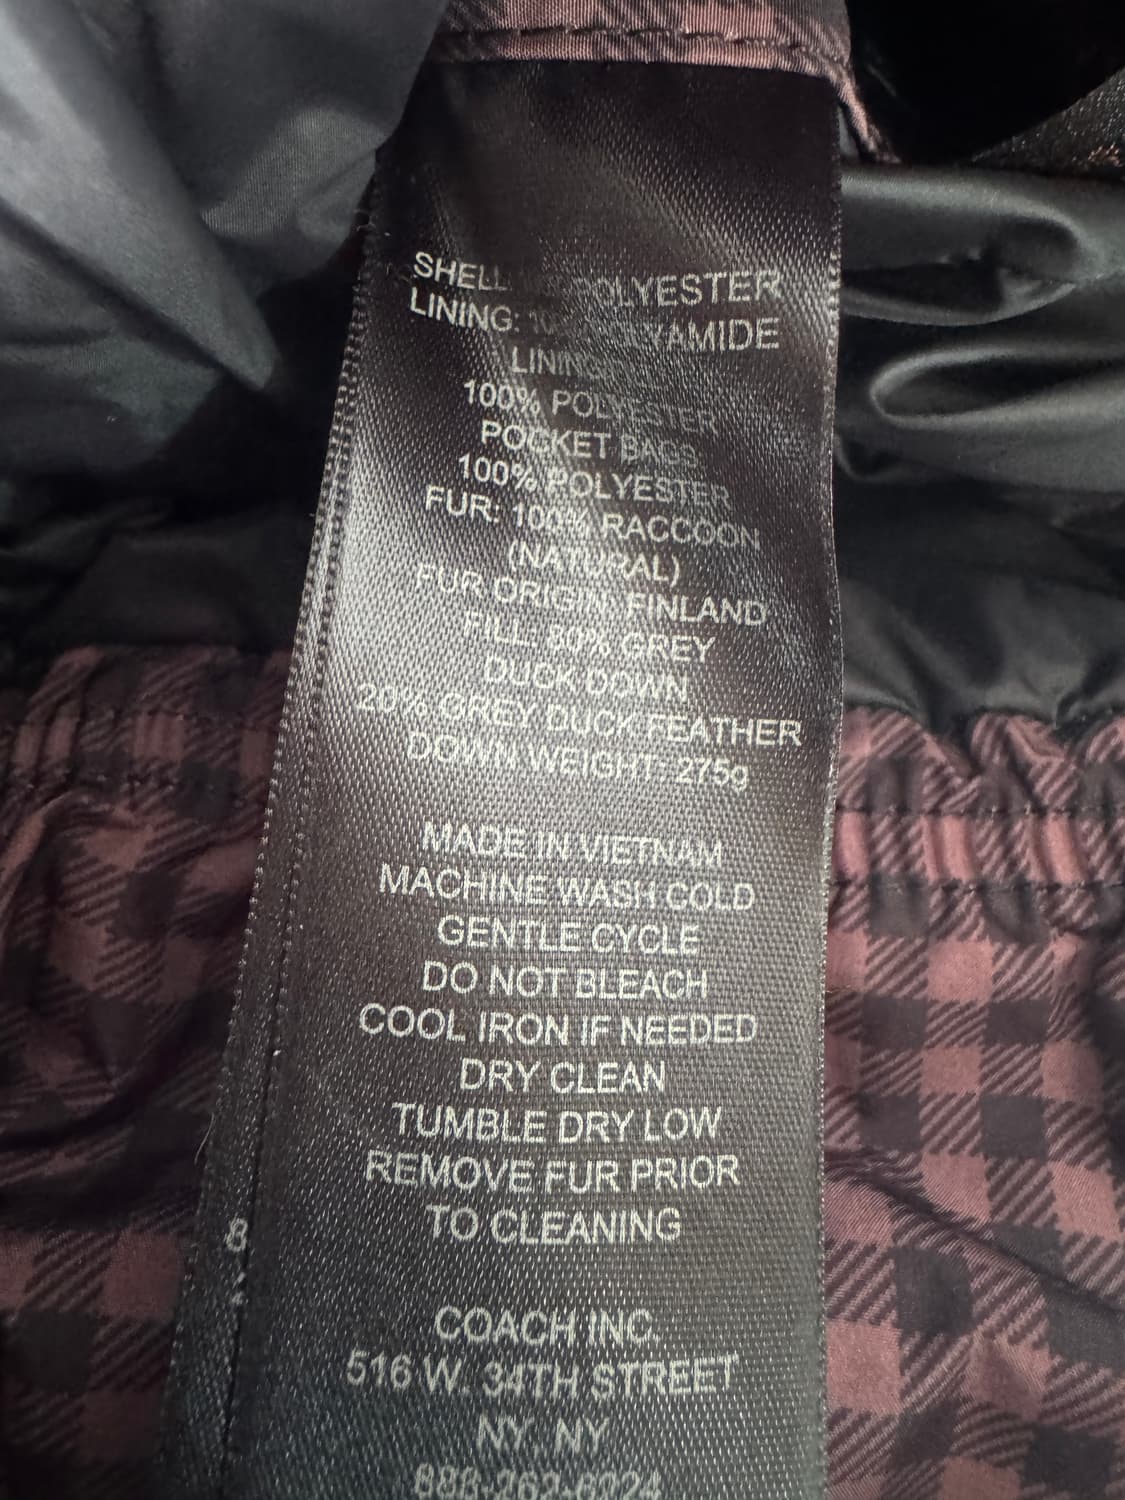 SHELL POLYESTER
LINING:
100% POLYESTER
POCKET BAGS
100% POLYESTER
FUR: 100% RACCOON
(NATURAL)
FUR ORIGIN: FINLAND
FILL: 80% GREY
DUCK DOWN
20% GREY DUCK FEATHER
DOWN WEIGHT: 275g
MADE IN VIETNAM
MACHINE WASH COLD
GENTLE CYCLE
DO NOT BLEACH
COOL IRON IF NEEDED
DRY CLEAN
TUMBLE DRY LOW
REMOVE FUR PRIOR
TO CLEANING
8
COACH INC.
516 W. 34TH STREET
NY, NY